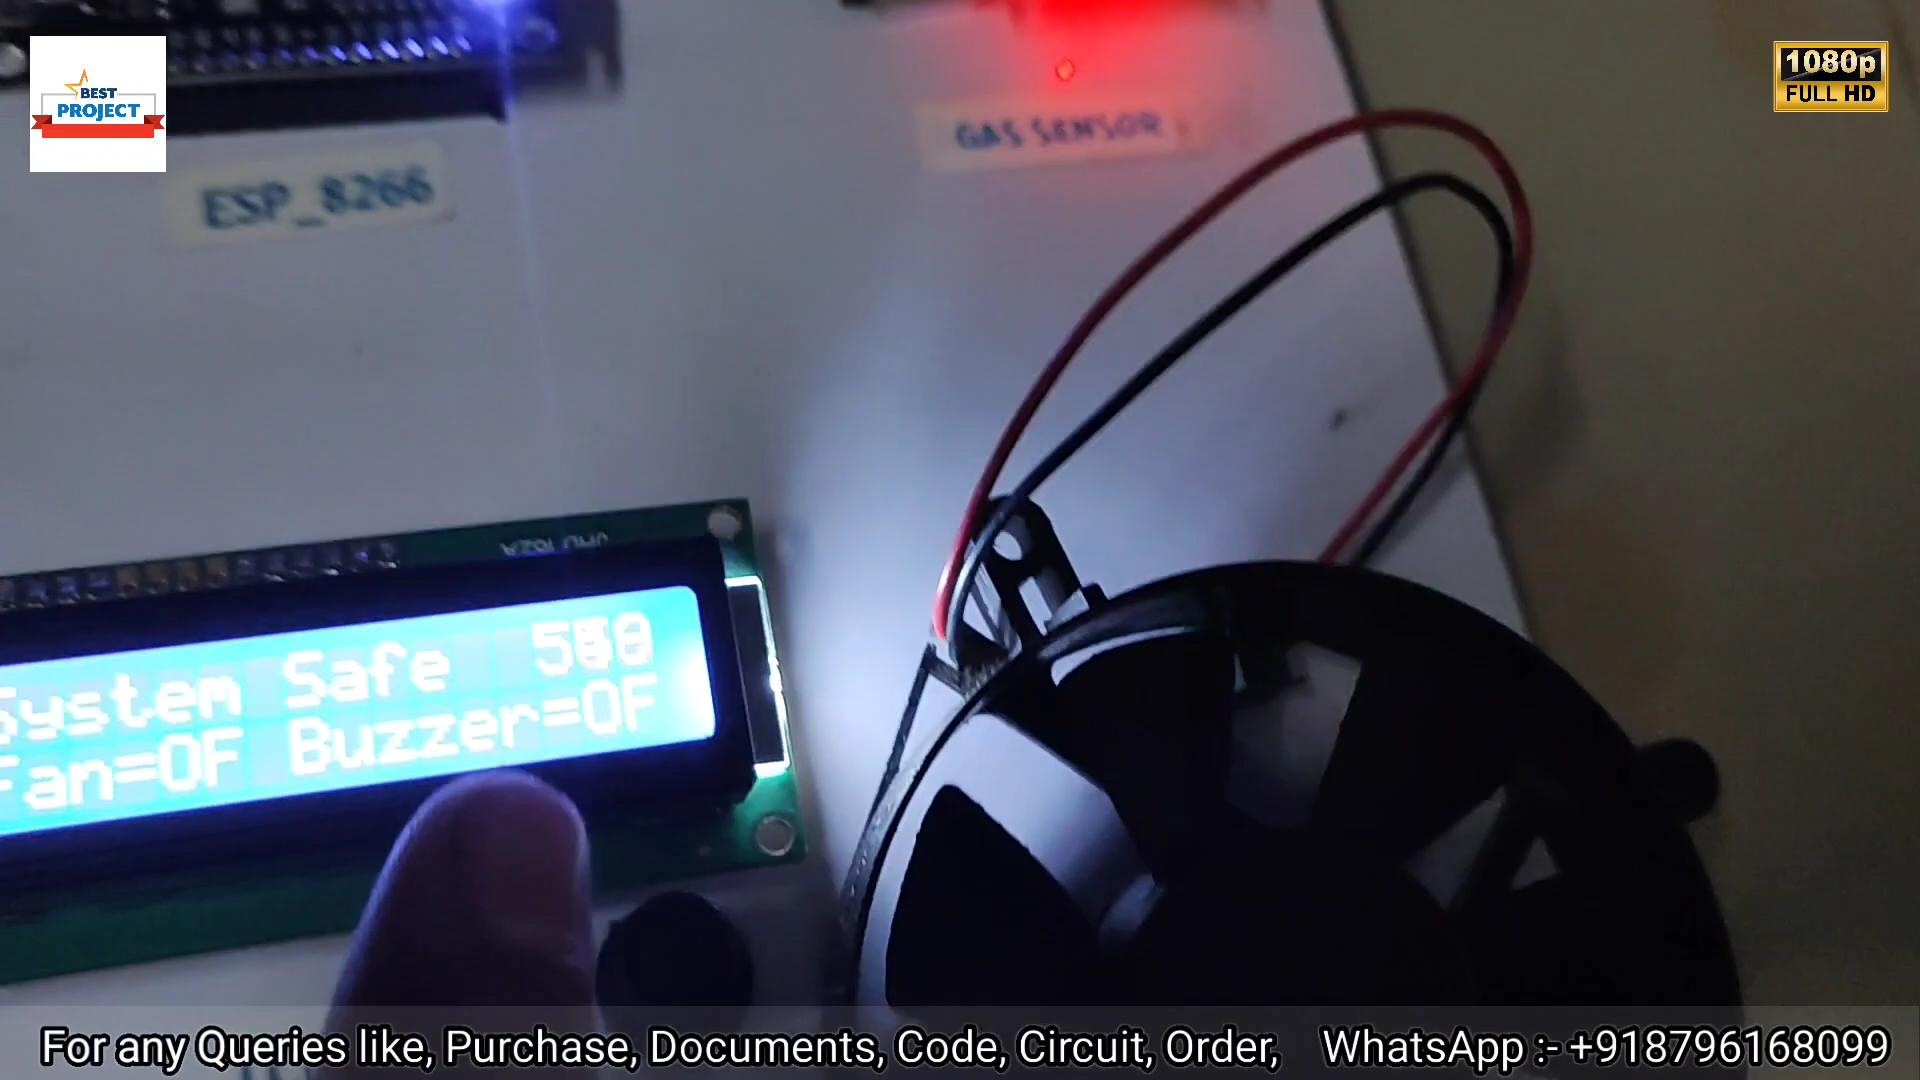 BEST
PROJECT
1080p
FULL HD
GAS SENSOR
ESP_8266
System Safe
Fan=OF Buzzer=OF
For any Queries like, Purchase, Documents, Code, Circuit, Order, WhatsApp :- +918796168099